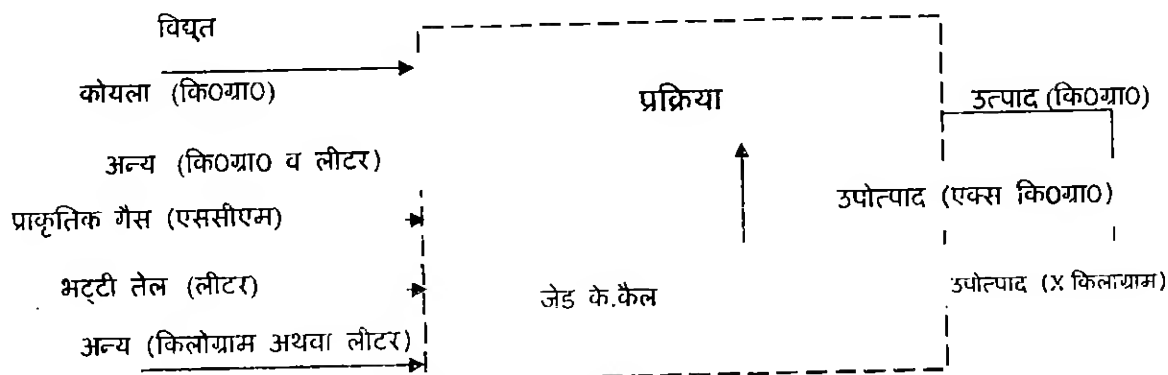 विद्युत
कोयला (कि0ग्रा0)
प्रक्रिया
उत्पाद (कि0ग्रा0)
अन्य (कि0ग्रा0 व लीटर)
उपोत्पाद (एक्स कि0ग्रा0)
प्राकृतिक गैस (एससीएम)
भट्टी तेल (लीटर)
जेड के.कैल
उपोत्पाद (X किलोग्राम)
अन्य (किलोग्राम अथवा लीटर)